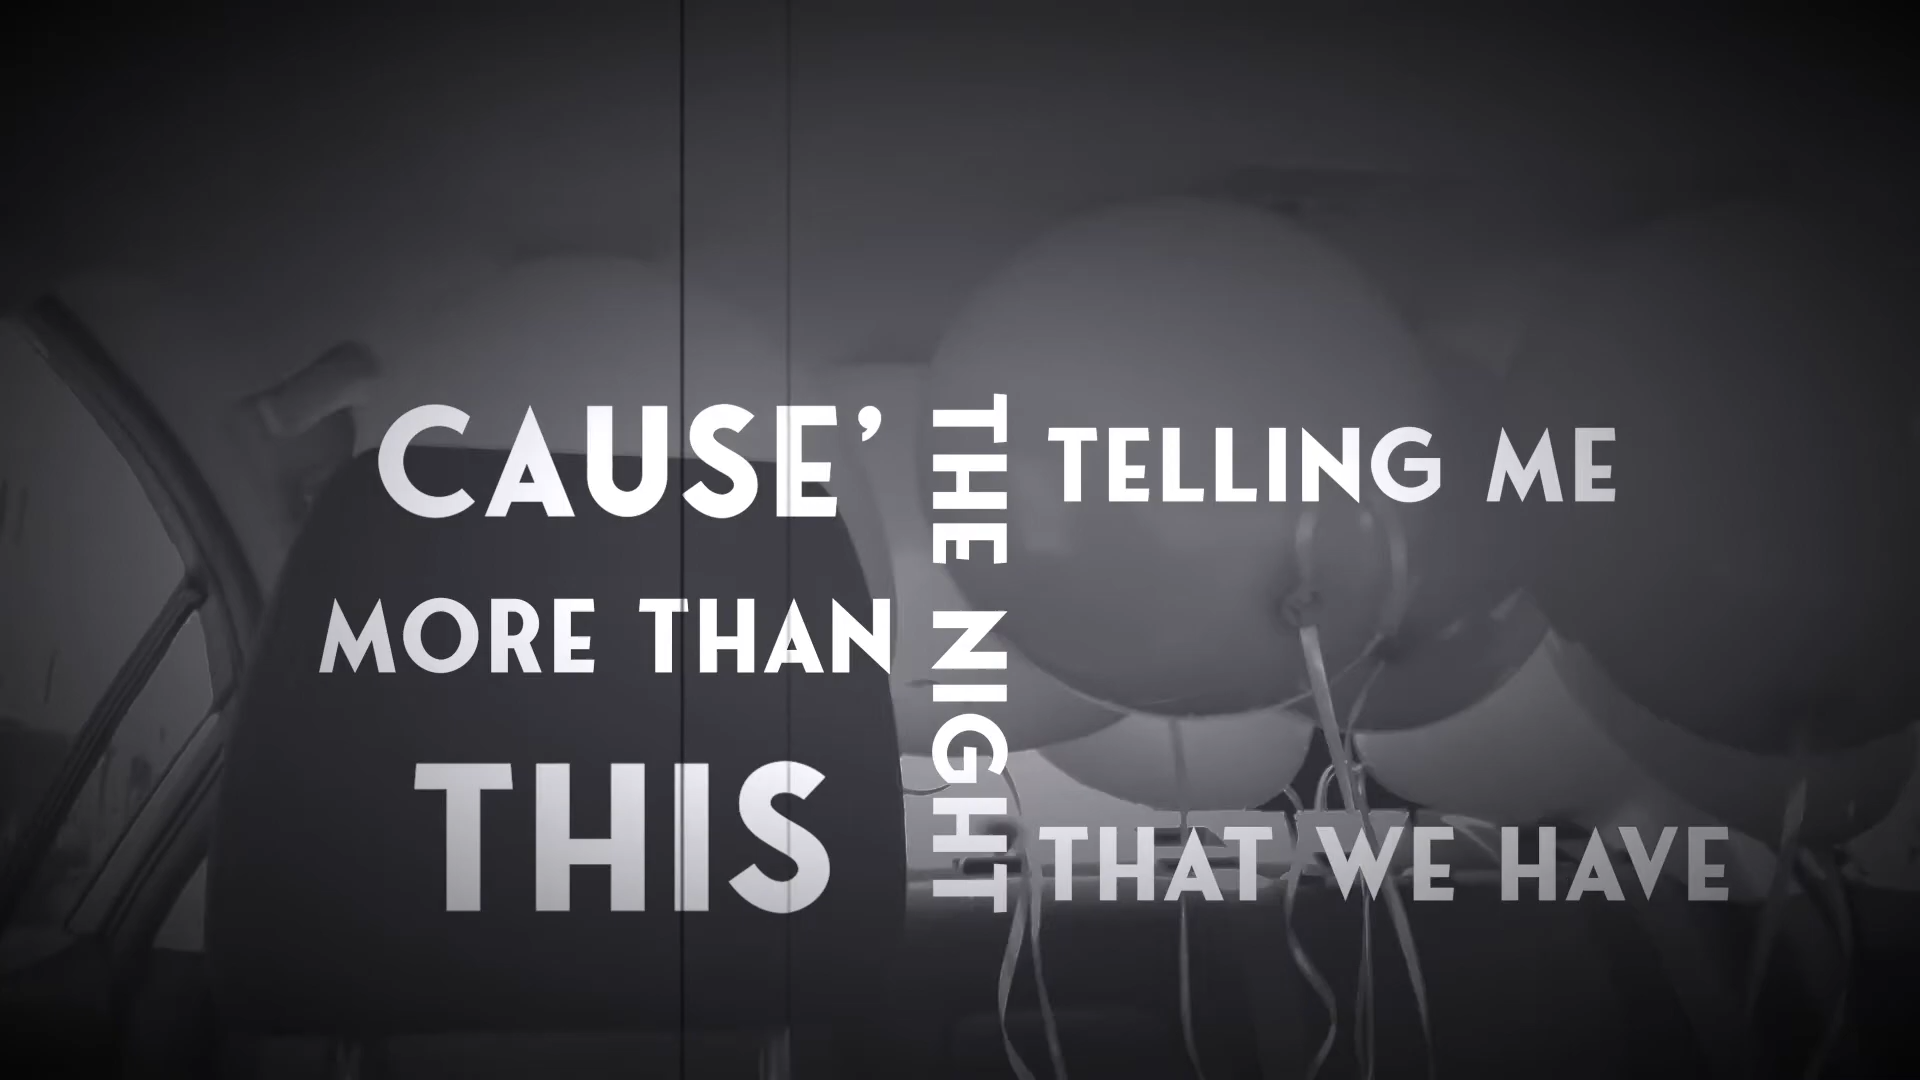 CAUSE’
MORE THAN
THIS
THE NIGHT
TELLING ME
THAT WE HAVE